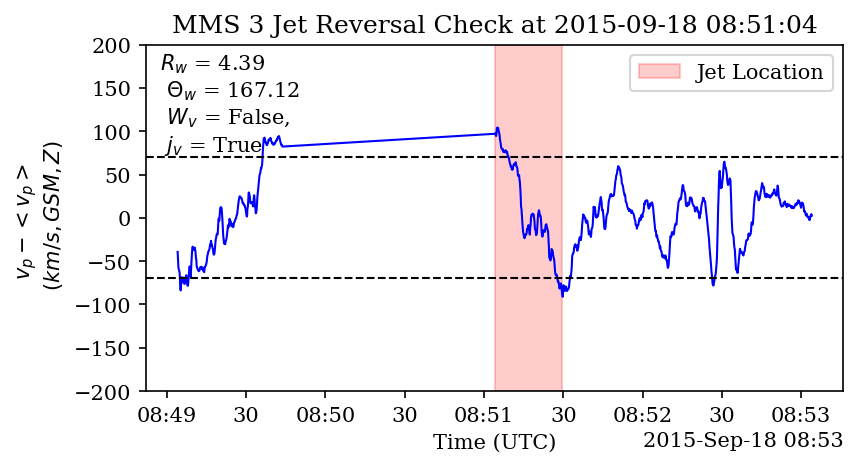 MMS 3 Jet Reversal Check at 2015-09-18 08:51:04
R_w = 4.39
Θ_w = 167.12
W_v = False,
j_v = True
Jet Location
v_p − <v_p>
(km/s, GSM, Z)
200
150
100
50
0
−50
−100
−150
−200
08:49 30 08:50 30 08:51 30 08:52 30 08:53
Time (UTC)
2015-Sep-18 08:53